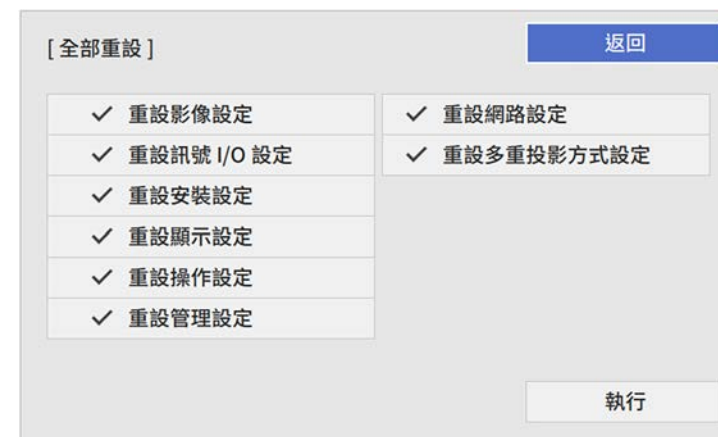 [ 全部重設 ]
返回
✓ 重設影像設定
✓ 重設訊號 I/O 設定
✓ 重設安裝設定
✓ 重設顯示設定
✓ 重設操作設定
✓ 重設管理設定
✓ 重設網路設定
✓ 重設多重投影方式設定
執行